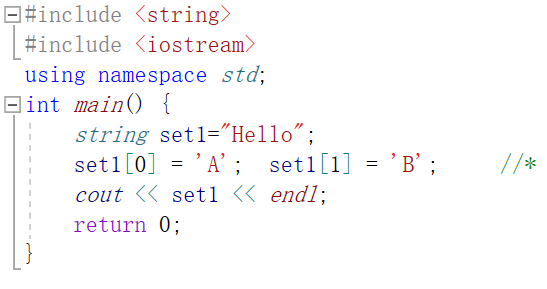 #include <string>
#include <iostream>
using namespace std;
int main() {
string set1="Hello";
set1[0] = 'A';  set1[1] = 'B';     //*
cout << set1 << endl;
return 0;
}